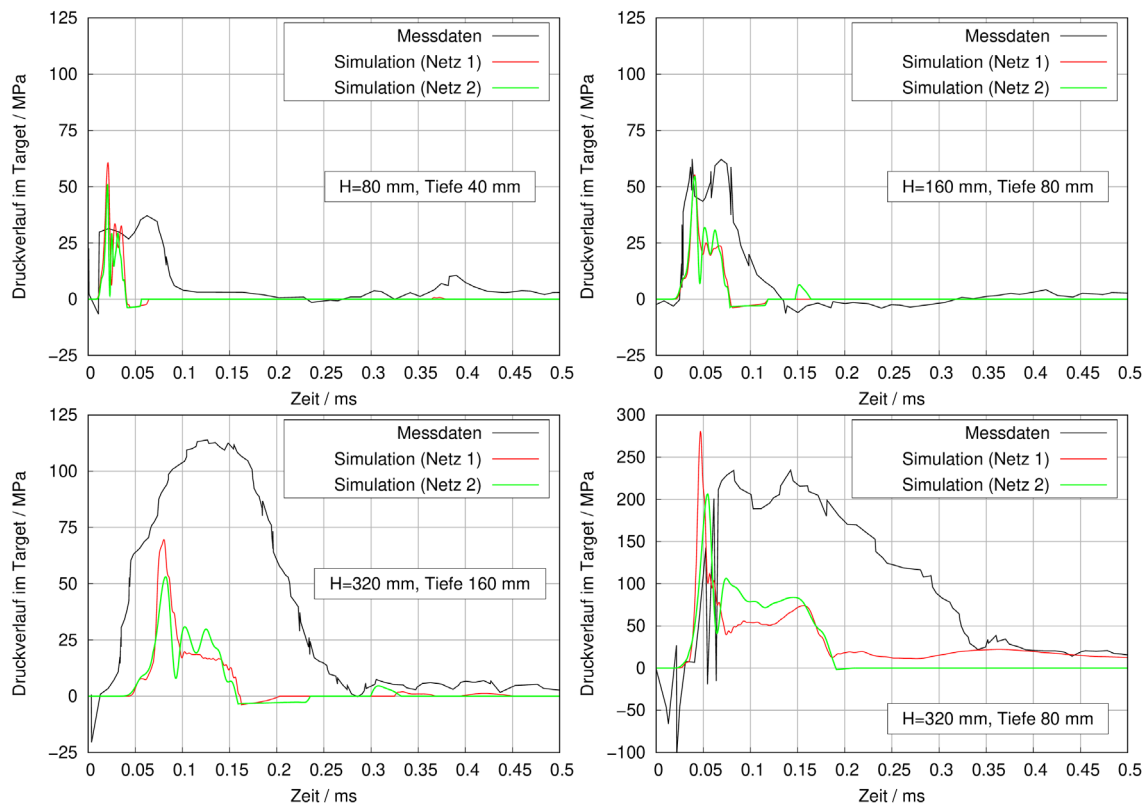 125
100
75
50
25
0
−25
Druckverlauf im Target / MPa
Messdaten
Simulation (Netz 1)
Simulation (Netz 2)
H=80 mm, Tiefe 40 mm
0 0.05 0.1 0.15 0.2 0.25 0.3 0.35 0.4 0.45 0.5
Zeit / ms
125
100
75
50
25
0
−25
Druckverlauf im Target / MPa
Messdaten
Simulation (Netz 1)
Simulation (Netz 2)
H=160 mm, Tiefe 80 mm
0 0.05 0.1 0.15 0.2 0.25 0.3 0.35 0.4 0.45 0.5
Zeit / ms
125
100
75
50
25
0
−25
Druckverlauf im Target / MPa
Messdaten
Simulation (Netz 1)
Simulation (Netz 2)
H=320 mm, Tiefe 160 mm
0 0.05 0.1 0.15 0.2 0.25 0.3 0.35 0.4 0.45 0.5
Zeit / ms
300
250
200
150
100
50
0
−50
−100
Druckverlauf im Target / MPa
Messdaten
Simulation (Netz 1)
Simulation (Netz 2)
H=320 mm, Tiefe 80 mm
0 0.05 0.1 0.15 0.2 0.25 0.3 0.35 0.4 0.45 0.5
Zeit / ms